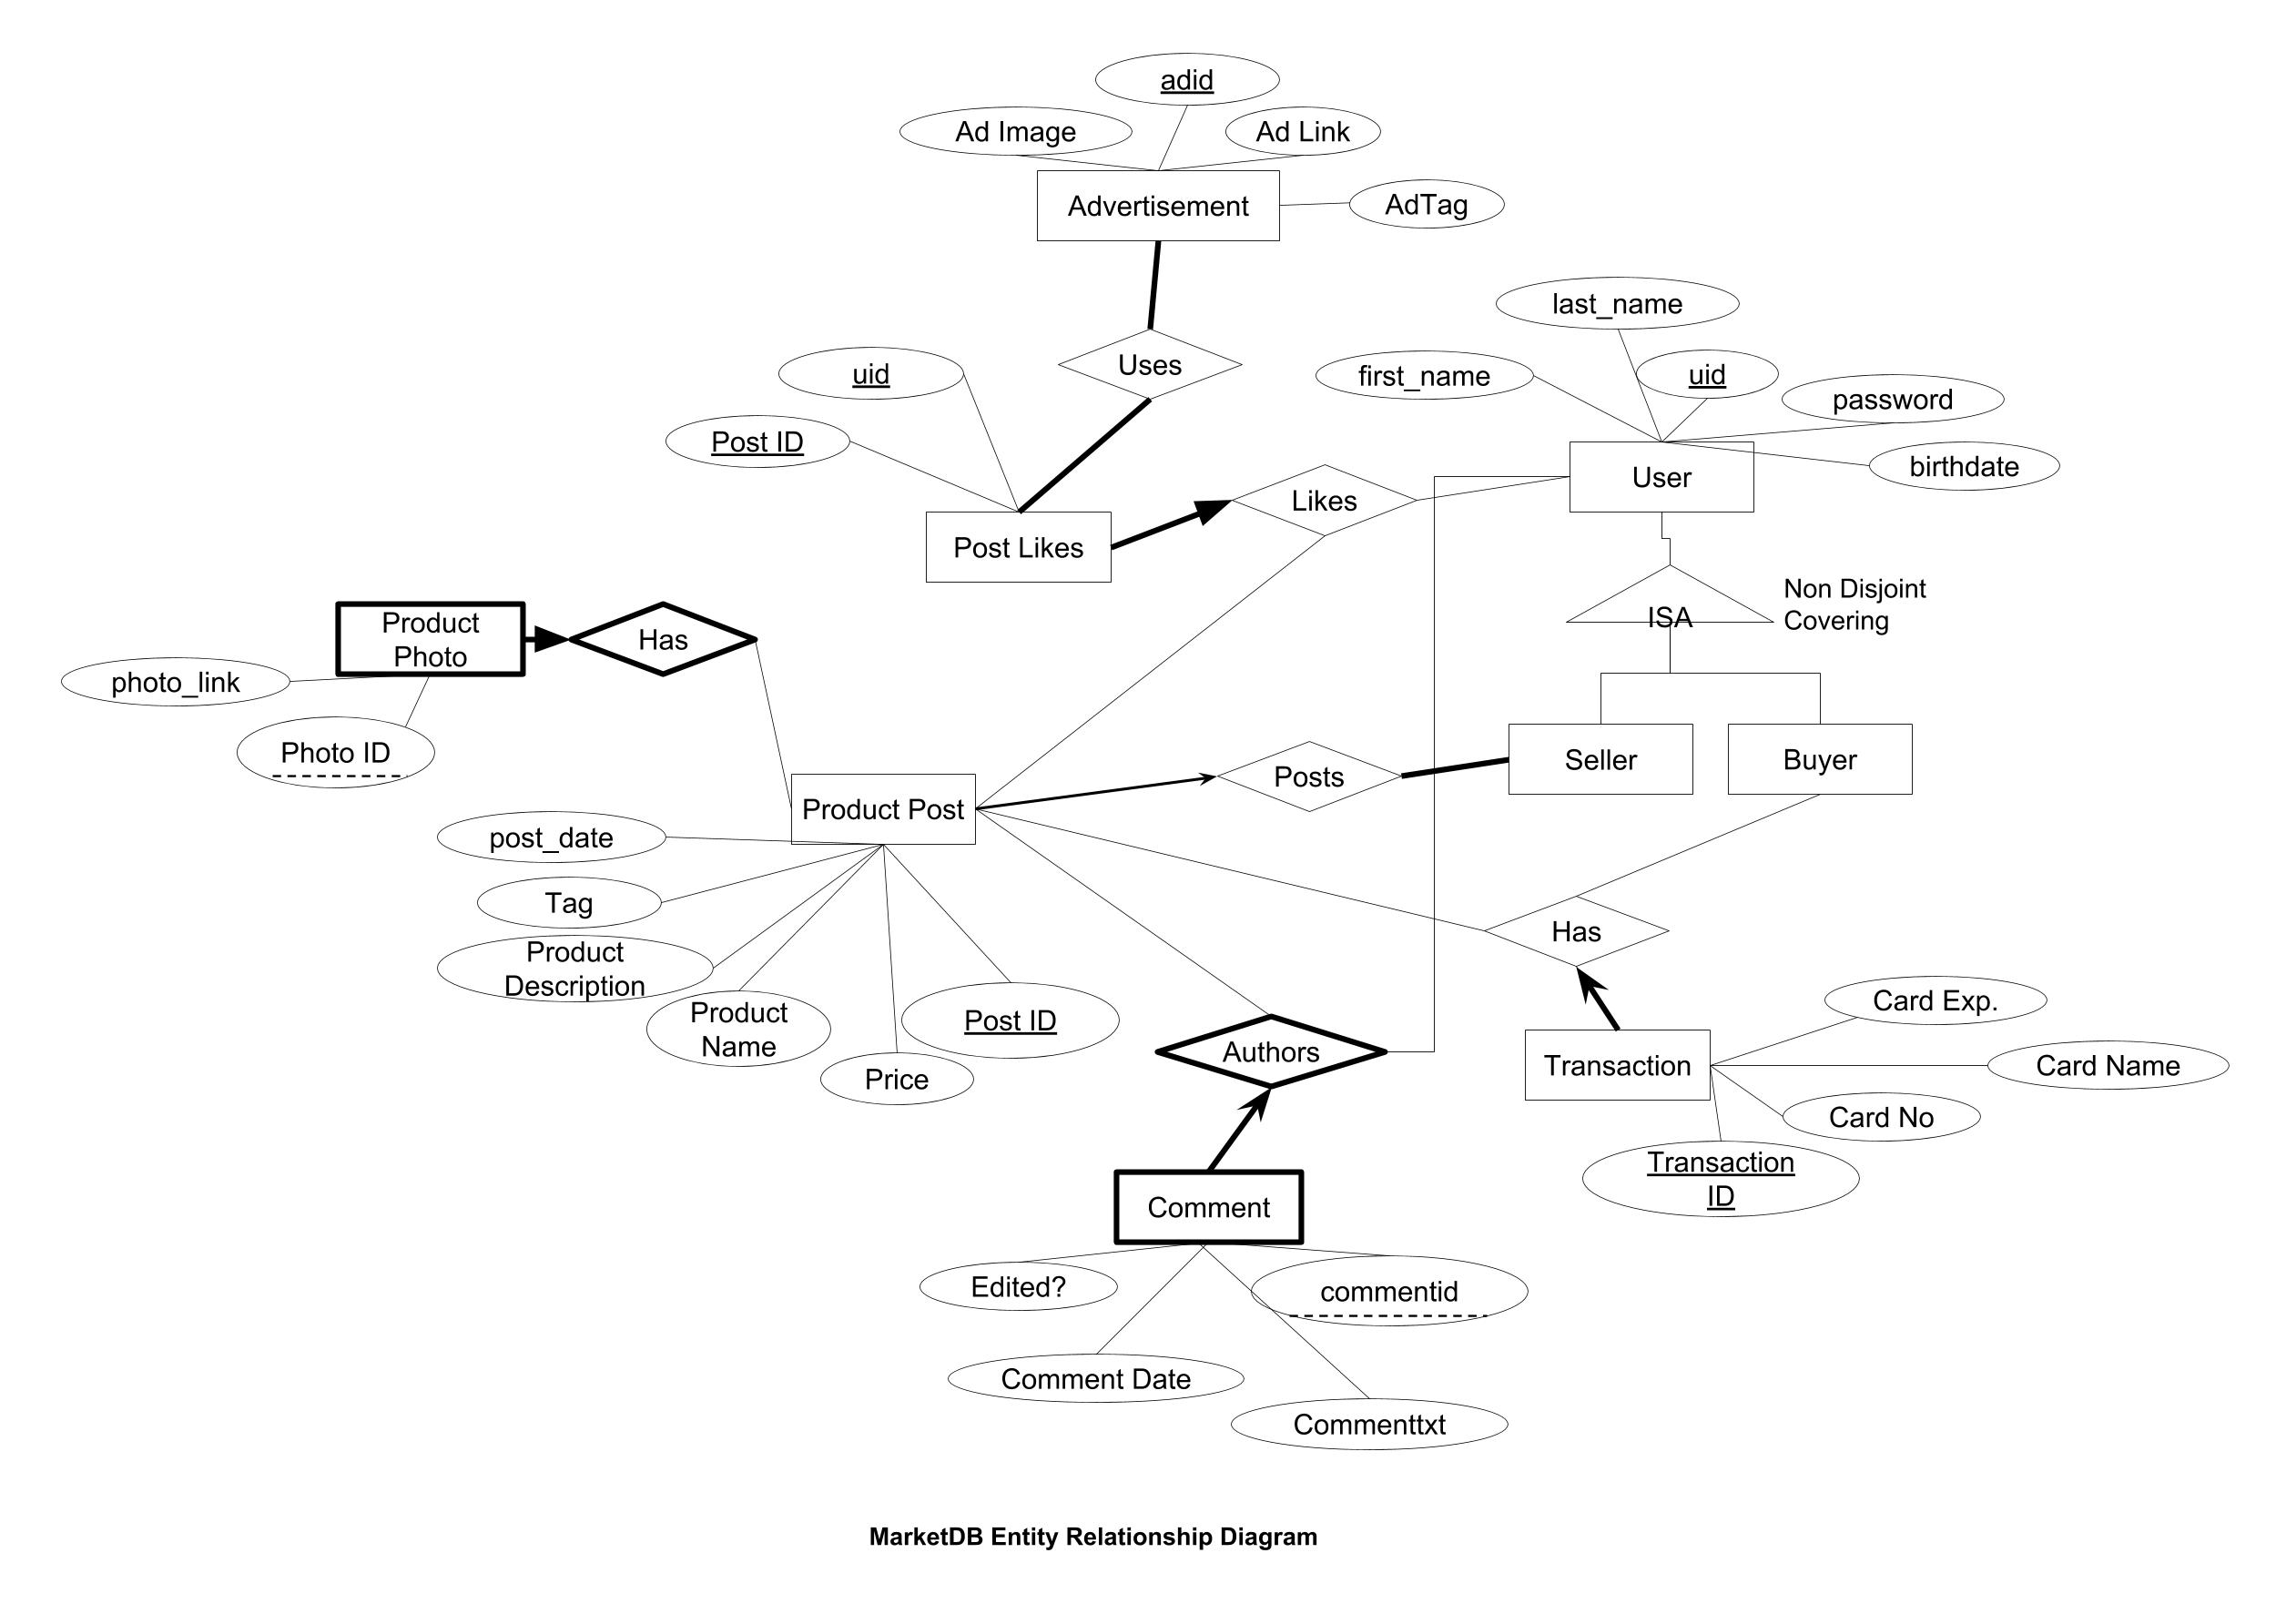 adid
Ad Image
Ad Link
Advertisement
AdTag
last_name
Uses
uid
first_name
uid
password
Post ID
birthdate
User
Likes
Post Likes
Non Disjoint
Covering
ISA
Product
Photo
Has
photo_link
Photo ID
Seller
Buyer
Posts
Product Post
post_date
Tag
Has
Product
Description
Product
Name
Post ID
Price
Authors
Card Exp.
Transaction
Card Name
Card No
Transaction
ID
Comment
Edited?
commentid
Comment Date
Commenttxt
MarketDB Entity Relationship Diagram